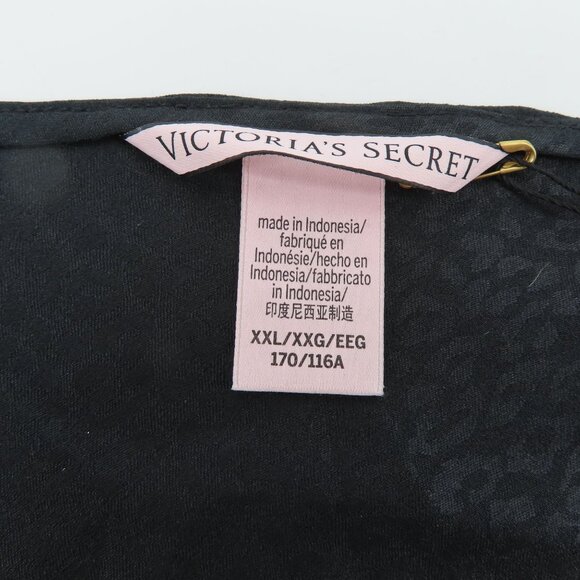 VICTORIA'S SECRET
made in Indonesia/
fabriqué en
Indonésie/hecho en
Indonesia/fabbricato
in Indonesia/
印度尼西亚制造
XXL/XXG/EEG
170/116A